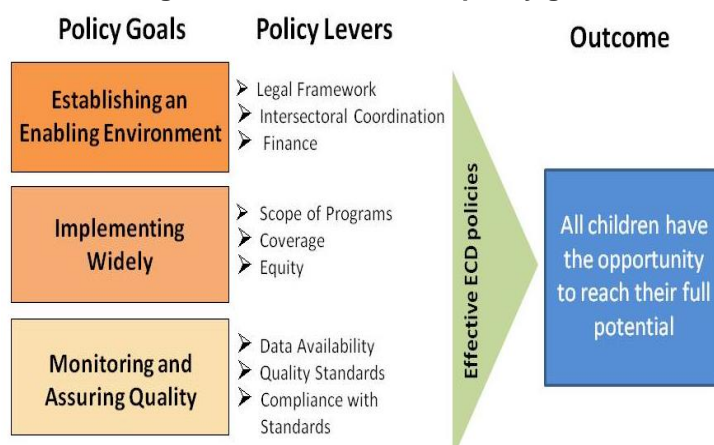 Policy Goals
Policy Levers
Outcome
Establishing an
Enabling Environment
➢ Legal Framework
➢ Intersectoral Coordination
➢ Finance
Implementing
Widely
➢ Scope of Programs
➢ Coverage
➢ Equity
Monitoring and
Assuring Quality
➢ Data Availability
➢ Quality Standards
➢ Compliance with
Standards
Effective ECD policies
All children have
the opportunity
to reach their full
potential